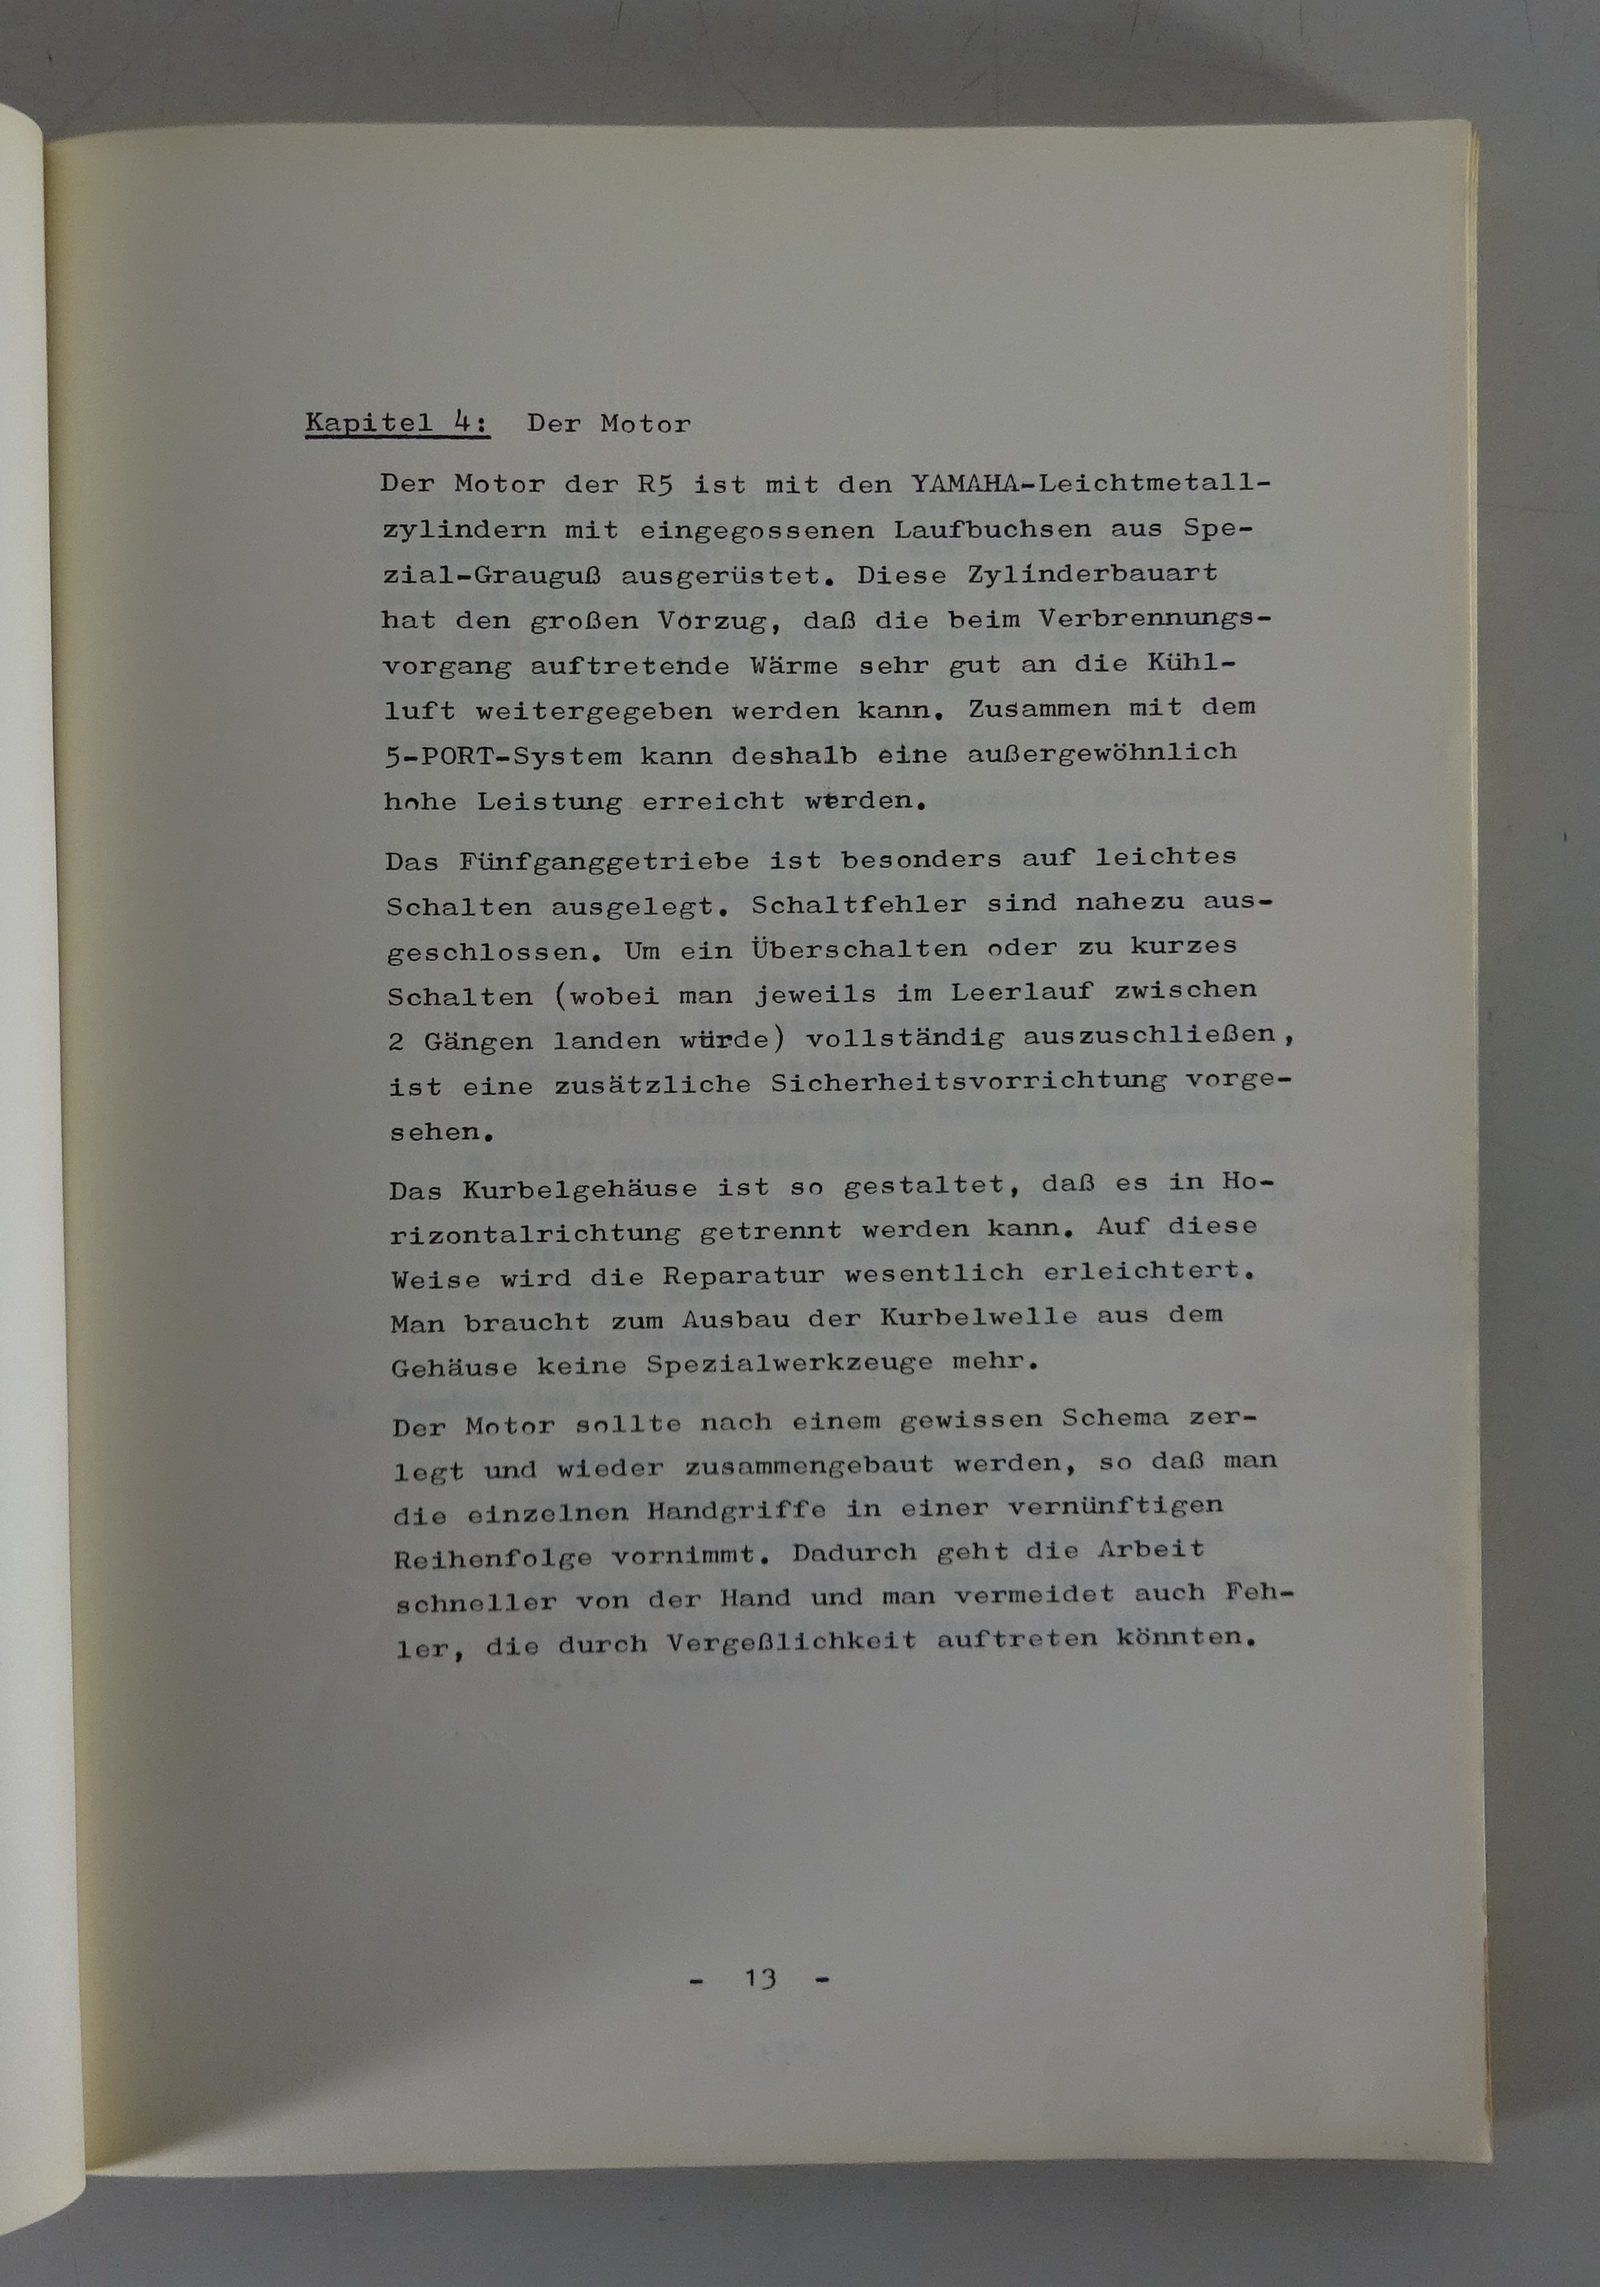 Kapitel 4: Der Motor
Der Motor der R5 ist mit den YAMAHA-Leichtmetall-
zylindern mit eingegossenen Laufbuchsen aus Spe-
zial-Grauguß ausgerüstet. Diese Zylinderbauart
hat den großen Vorzug, daß die beim Verbrennungs-
vorgang auftretende Wärme sehr gut an die Kühl-
luft weitergegeben werden kann. Zusammen mit dem
5-PORT-System kann deshalb eine außergewöhnlich
hohe Leistung erreicht werden.
Das Fünfganggetriebe ist besonders auf leichtes
Schalten ausgelegt. Schaltfehler sind nahezu aus-
geschlossen. Um ein Überschalten oder zu kurzes
Schalten (wobei man jeweils im Leerlauf zwischen
2 Gängen landen würde) vollständig auszuschließen,
ist eine zusätzliche Sicherheitsvorrichtung vorge-
sehen.
Das Kurbelgehäuse ist so gestaltet, daß es in Ho-
rizontalrichtung getrennt werden kann. Auf diese
Weise wird die Reparatur wesentlich erleichtert.
Man braucht zum Ausbau der Kurbelwelle aus dem
Gehäuse keine Spezialwerkzeuge mehr.
Der Motor sollte nach einem gewissen Schema zer-
legt und wieder zusammengebaut werden, so daß man
die einzelnen Handgriffe in einer vernünftigen
Reihenfolge vornimmt. Dadurch geht die Arbeit
schneller von der Hand und man vermeidet auch Feh-
ler, die durch Vergeßlichkeit auftreten könnten.
- 13 -